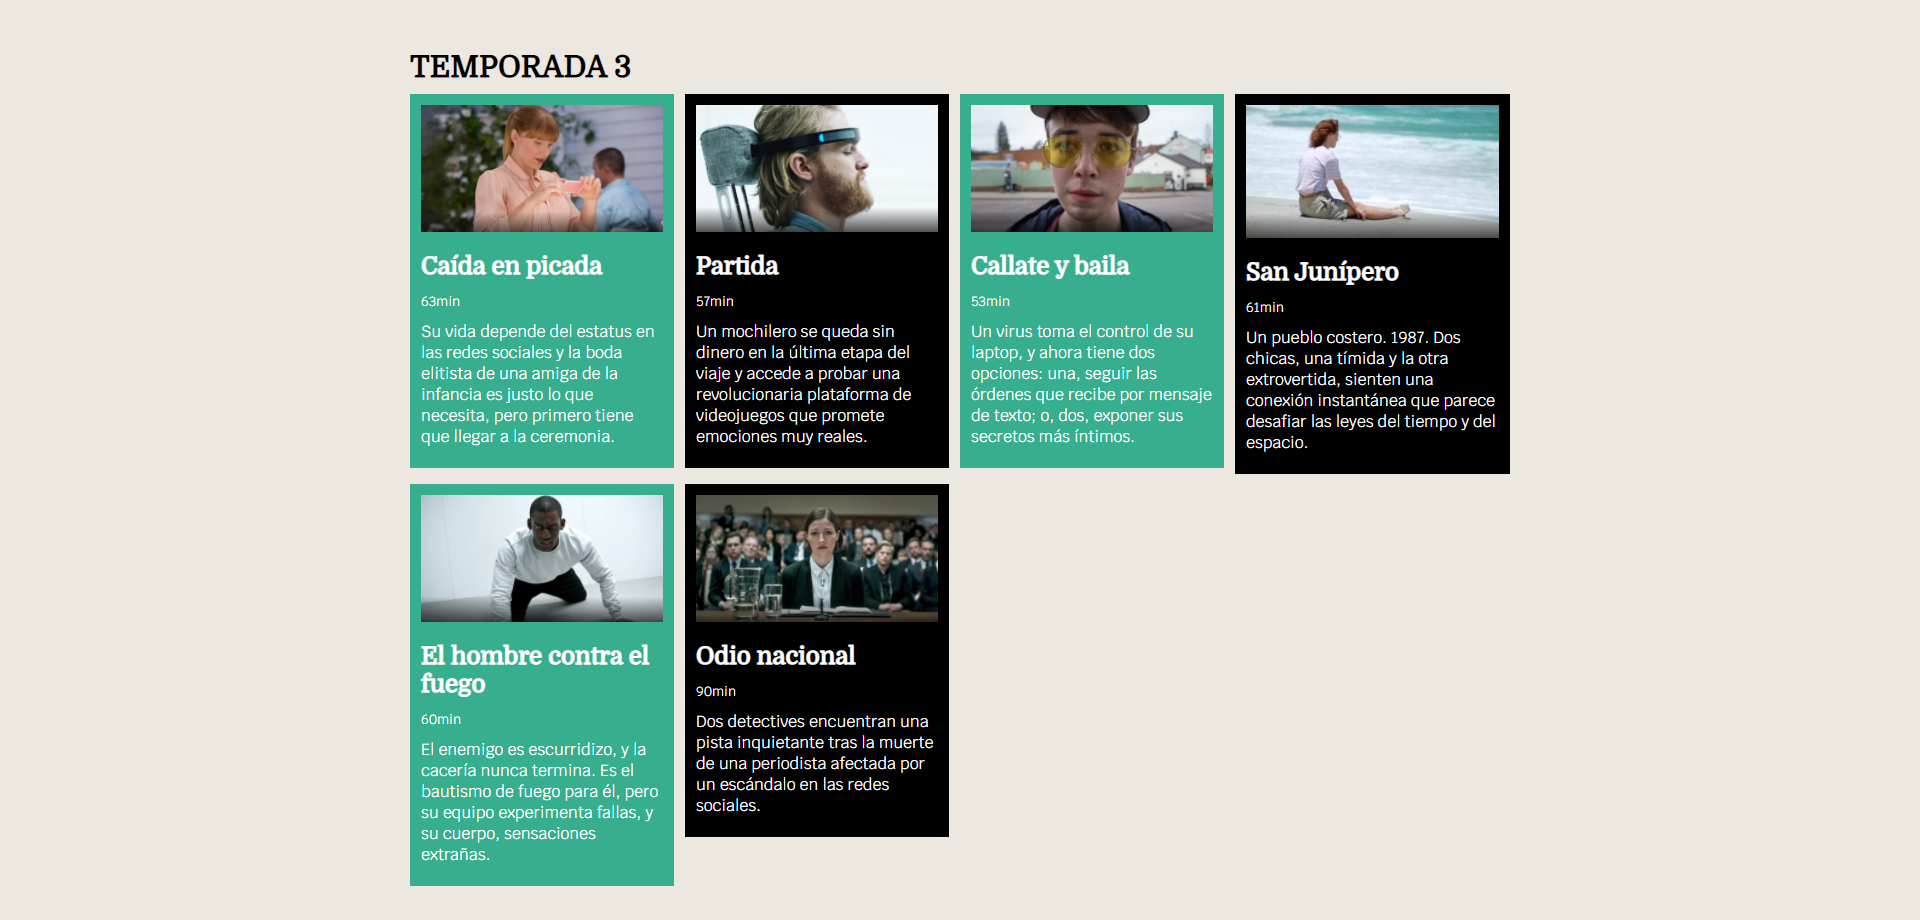 TEMPORADA 3
Caída en picada
63min
Su vida depende del estatus en
las redes sociales y la boda
elitista de una amiga de la
infancia es justo lo que
necesita, pero primero tiene
que llegar a la ceremonia.
Partida
57min
Un mochilero se queda sin
dinero en la última etapa del
viaje y accede a probar una
revolucionaria plataforma de
videojuegos que promete
emociones muy reales.
Callate y baila
53min
Un virus toma el control de su
laptop, y ahora tiene dos
opciones: una, seguir las
órdenes que recibe por mensaje
de texto; o, dos, exponer sus
secretos más íntimos.
San Junípero
61min
Un pueblo costero. 1987. Dos
chicas, una tímida y la otra
extrovertida, sienten una
conexión instantánea que parece
desafiar las leyes del tiempo y del
espacio.
El hombre contra el
fuego
60min
El enemigo es escurridizo, y la
cacería nunca termina. Es el
bautismo de fuego para él, pero
su equipo experimenta fallas, y
su cuerpo, sensaciones
extrañas.
Odio nacional
90min
Dos detectives encuentran una
pista inquietante tras la muerte
de una periodista afectada por
un escándalo en las redes
sociales.